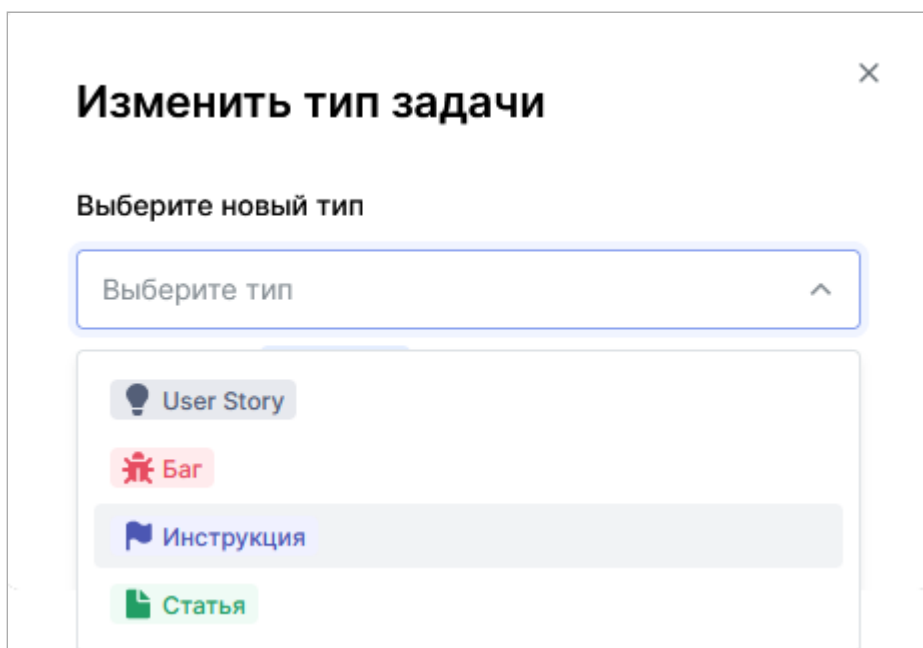 Изменить тип задачи
Выберите новый тип
Выберите тип
User Story
Баг
Инструкция
Статья